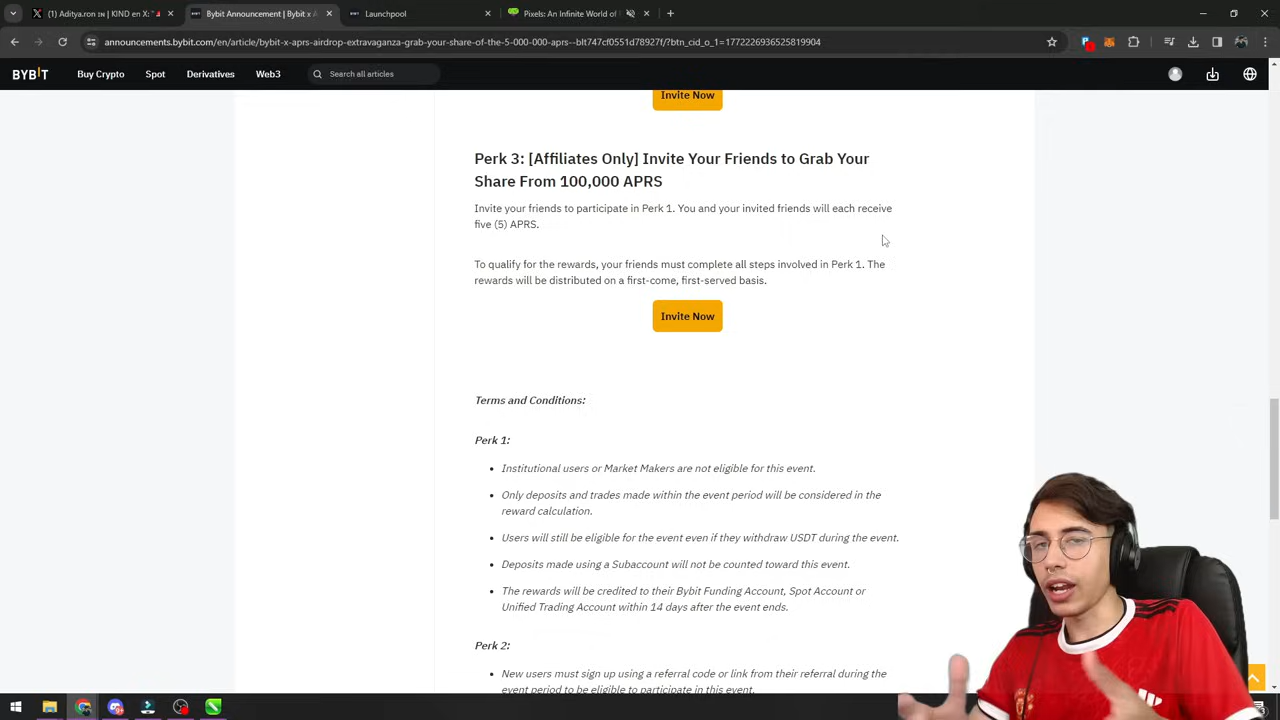 (1) Aditya.ron (➤) | KIND en X: "
Bybit Announcement | Bybit x A
Launchpool
Pixels: An Infinite World of
announcements.bybit.com/en/article/bybit-x-aprs-airdrop-extravaganza-grab-your-share-of-the-5-000-000-aprs--blt747cf0551d78927f/?btn_cid_o_1=1772226936525819904
BYBIT
Buy Crypto
Spot
Derivatives
Web3
Search all articles
Invite Now
Perk 3: [Affiliates Only] Invite Your Friends to Grab Your
Share From 100,000 APRS
Invite your friends to participate in Perk 1. You and your invited friends will each receive
five (5) APRS.
To qualify for the rewards, your friends must complete all steps involved in Perk 1. The
rewards will be distributed on a first-come, first-served basis.
Invite Now
Terms and Conditions:
Perk 1:
• Institutional users or Market Makers are not eligible for this event.
• Only deposits and trades made within the event period will be considered in the
reward calculation.
• Users will still be eligible for the event even if they withdraw USDT during the event.
• Deposits made using a Subaccount will not be counted toward this event.
• The rewards will be credited to their Bybit Funding Account, Spot Account or
Unified Trading Account within 14 days after the event ends.
Perk 2:
• New users must sign up using a referral code or link from their referral during the
event period to be eligible to participate in this event.